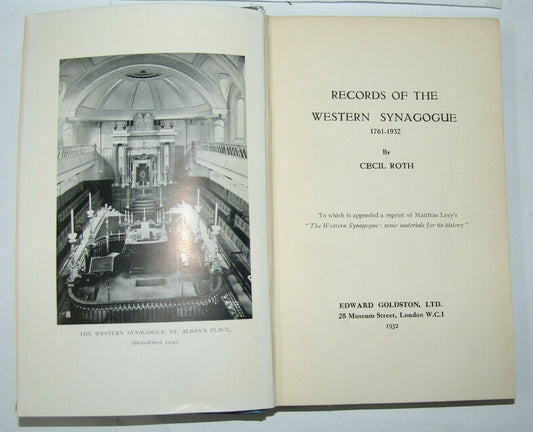 THE WESTERN SYNAGOGUE, ST. ALBAN'S PLACE,
(Demolished 1914).
RECORDS OF THE
WESTERN SYNAGOGUE
1761-1932
By
CECIL ROTH
To which is appended a reprint of Matthias Levy's
"The Western Synagogue: some materials for its history".
EDWARD GOLDSTON, LTD.
25 Museum Street, London W.C.1
1932